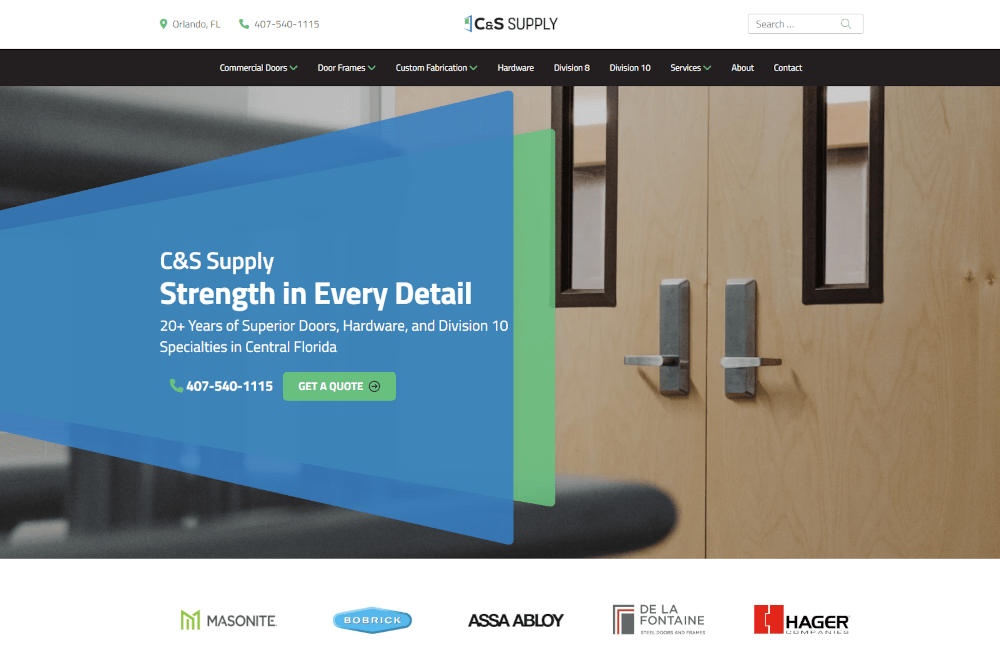 Orlando, FL
407-540-1115
C&S SUPPLY
Search ...
Commercial Doors
Door Frames
Custom Fabrication
Hardware
Division 8
Division 10
Services
About
Contact
C&S Supply
Strength in Every Detail
20+ Years of Superior Doors, Hardware, and Division 10
Specialties in Central Florida
407-540-1115
GET A QUOTE
MASONITE
BOBRICK
ASSA ABLOY
DE LA
FONTAINE
STEEL DOORS AND FRAMES
HAGER
COMPANIES